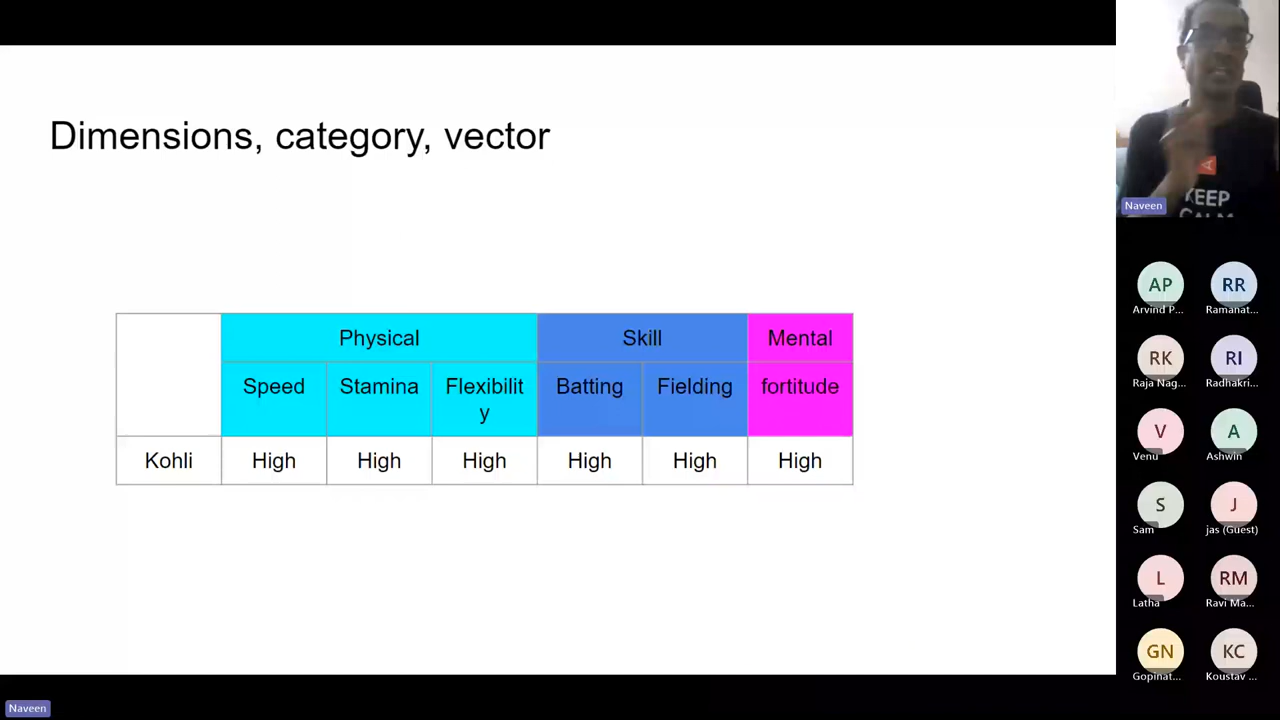 Dimensions, category, vector
Physical Skill Mental
Speed Stamina Flexibilit
y Batting Fielding fortitude
Kohli High High High High High High
KEEP
CALM
Naveen
AP RR
Arvind P... Ramanat...
RK RI
Raja Nag... Radhakri...
V A
Venu Ashwin
S J
Sam jas (Guest)
L RM
Latha Ravi Ma...
GN KC
Gopinat... Koustav ...
Naveen